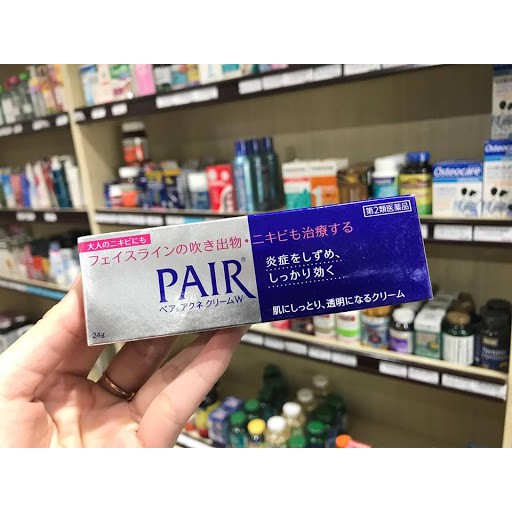 大人のニキビにも
第2類医薬品
フェイスラインの吹き出物・ニキビも治療する
PAIR®
ペア アクネ クリームW
炎症をしずめ、
しっかり効く。
肌にしっとり、透明になるクリーム
24g
Osteocare
Osteocare